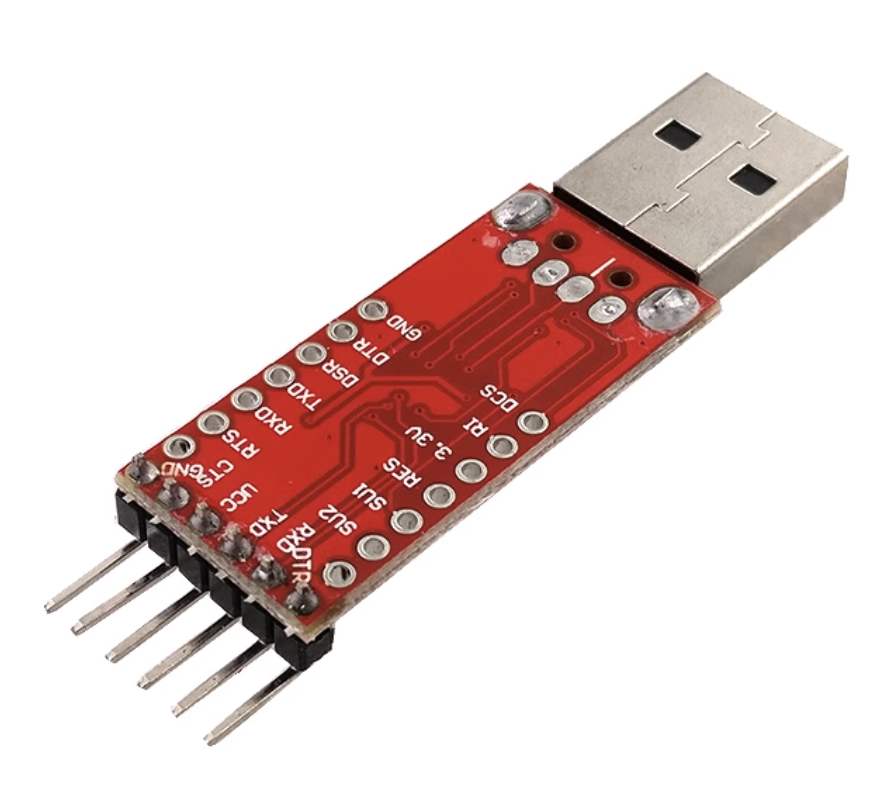 GND
DTR
DSR
TXD
RXD
RTS
CTS
DCS
RI
3.3V
RES
SU1
SU2
GND
VCC
TXD
RXD
DTR